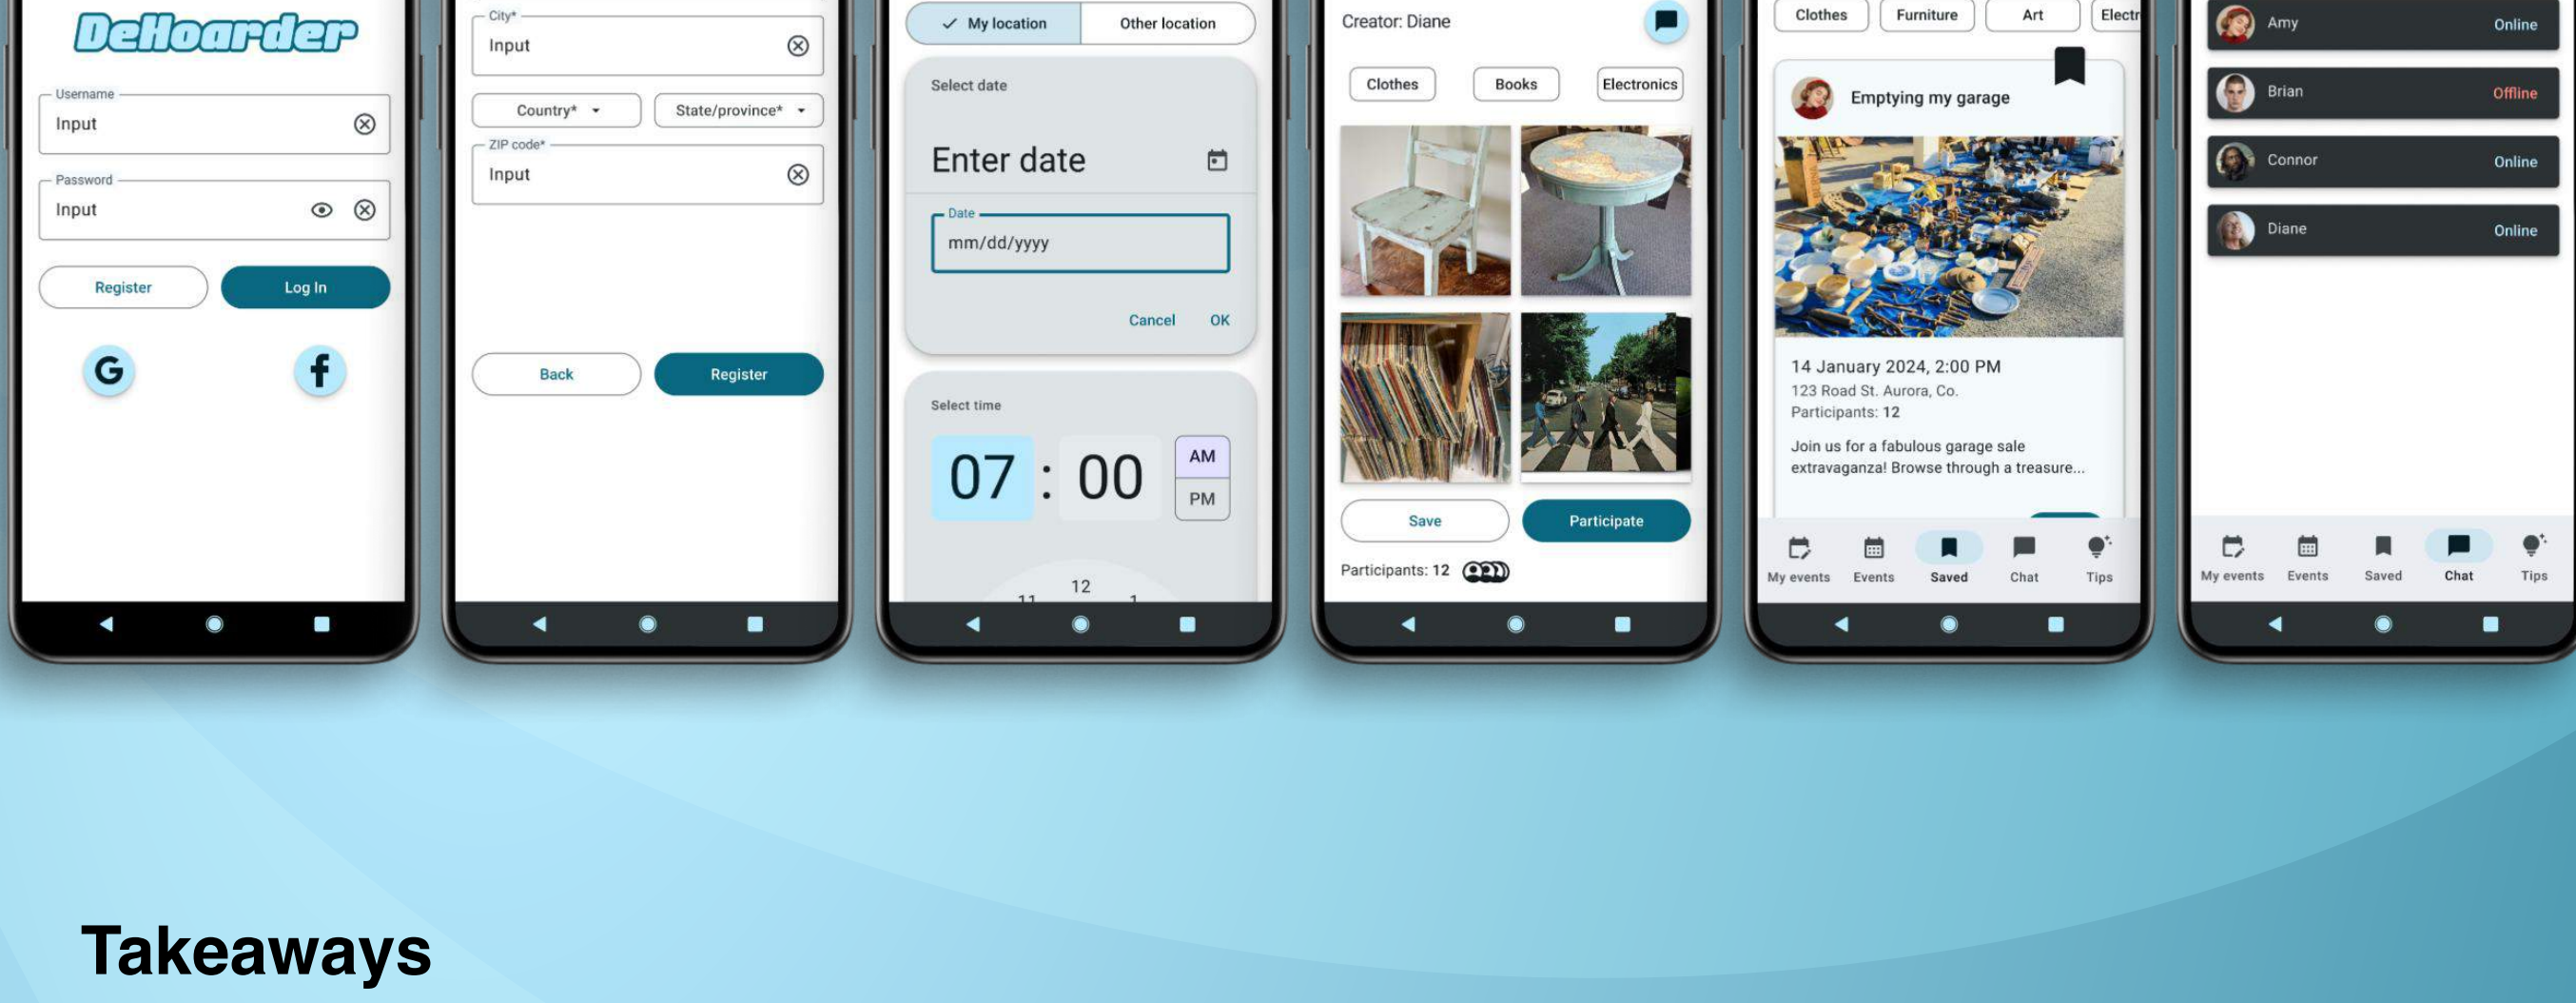 DeHoarder
Username
Input
Password
Input
Register
Log In
G
f
City*
Input
Country*
State/province*
ZIP code*
Input
Back
Register
My location
Other location
Select date
Enter date
Date
mm/dd/yyyy
Cancel
OK
Select time
07 : 00
AM
PM
11
12
1
Creator: Diane
Clothes
Books
Electronics
Save
Participate
Participants: 12
Clothes
Furniture
Art
Electr
Emptying my garage
14 January 2024, 2:00 PM
123 Road St. Aurora, Co.
Participants: 12
Join us for a fabulous garage sale
extravaganza! Browse through a treasure...
My events
Events
Saved
Chat
Tips
Amy
Online
Brian
Offline
Connor
Online
Diane
Online
My events
Events
Saved
Chat
Tips
Takeaways